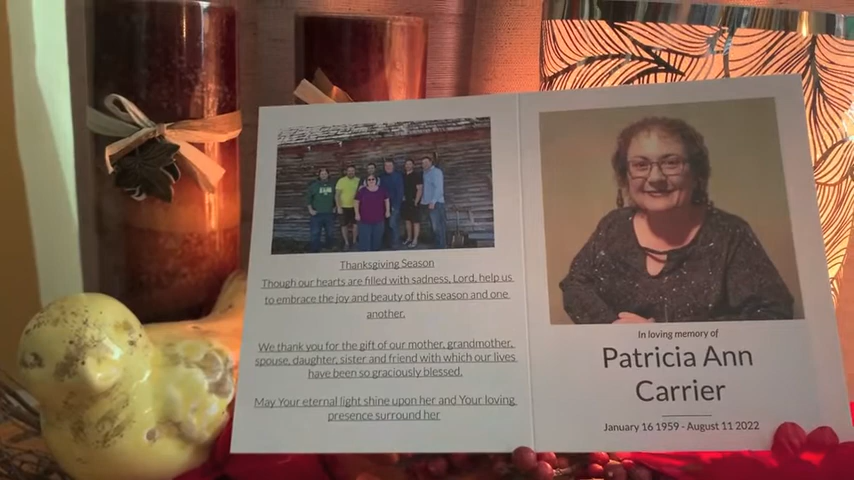 Thanksgiving Season
Though our hearts are filled with sadness, Lord, help us
to embrace the joy and beauty of this season and one
another.
We thank you for the gift of our mother, grandmother,
spouse, daughter, sister and friend with which our lives
have been so graciously blessed.
May Your eternal light shine upon her and Your loving
presence surround her
In loving memory of
Patricia Ann
Carrier
January 16 1959 - August 11 2022